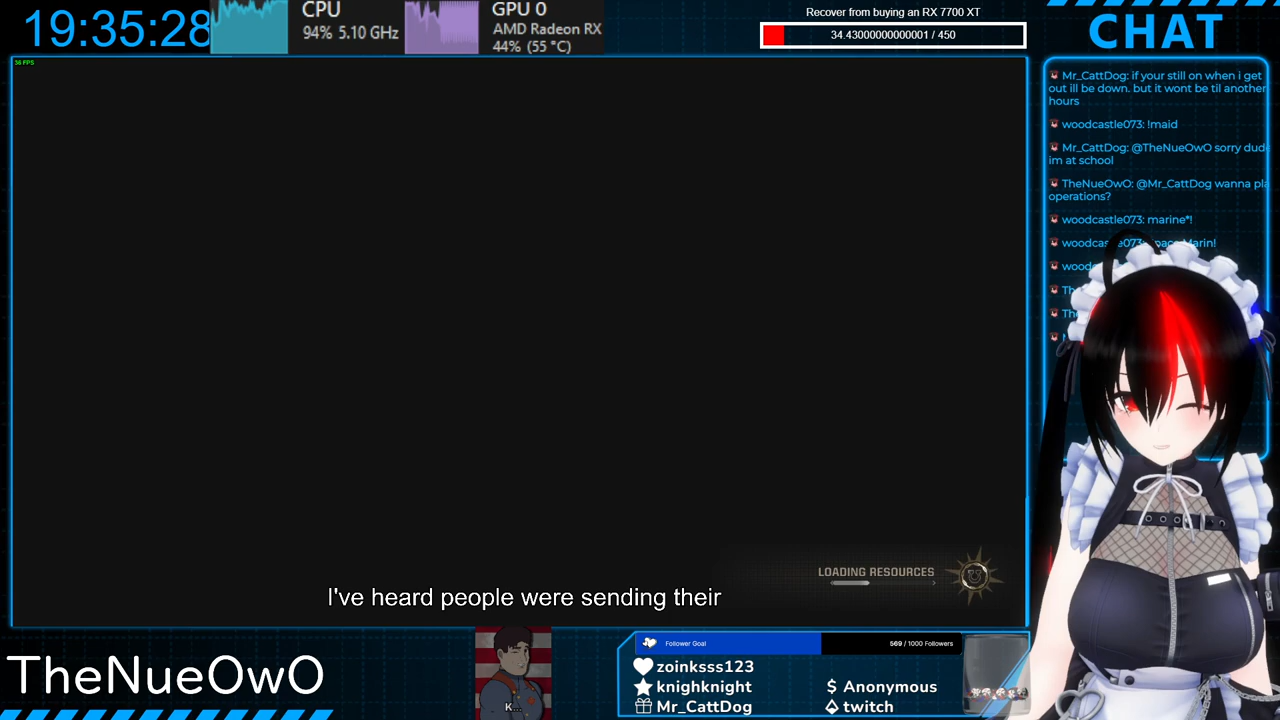 19:35:28
CPU
94% 5.10 GHz
GPU 0
AMD Radeon RX
44% (55 °C)
Recover from buying an RX 7700 XT
34.43000000000001 / 450
CHAT
36 FPS
Mr_CattDog: if your still on when i get
out ill be down. but it wont be til another
hours
woodcastle073: !maid
Mr_CattDog: @TheNueOwO sorry dude
im at school
TheNueOwO: @Mr_CattDog wanna pla
operations?
woodcastle073: marine*!
LOADING RESOURCES
I've heard people were sending their
TheNueOwO
K...
Follower Goal
569 / 1000 Followers
zoinksss123
knighknight
Mr_CattDog
$ Anonymous
twitch